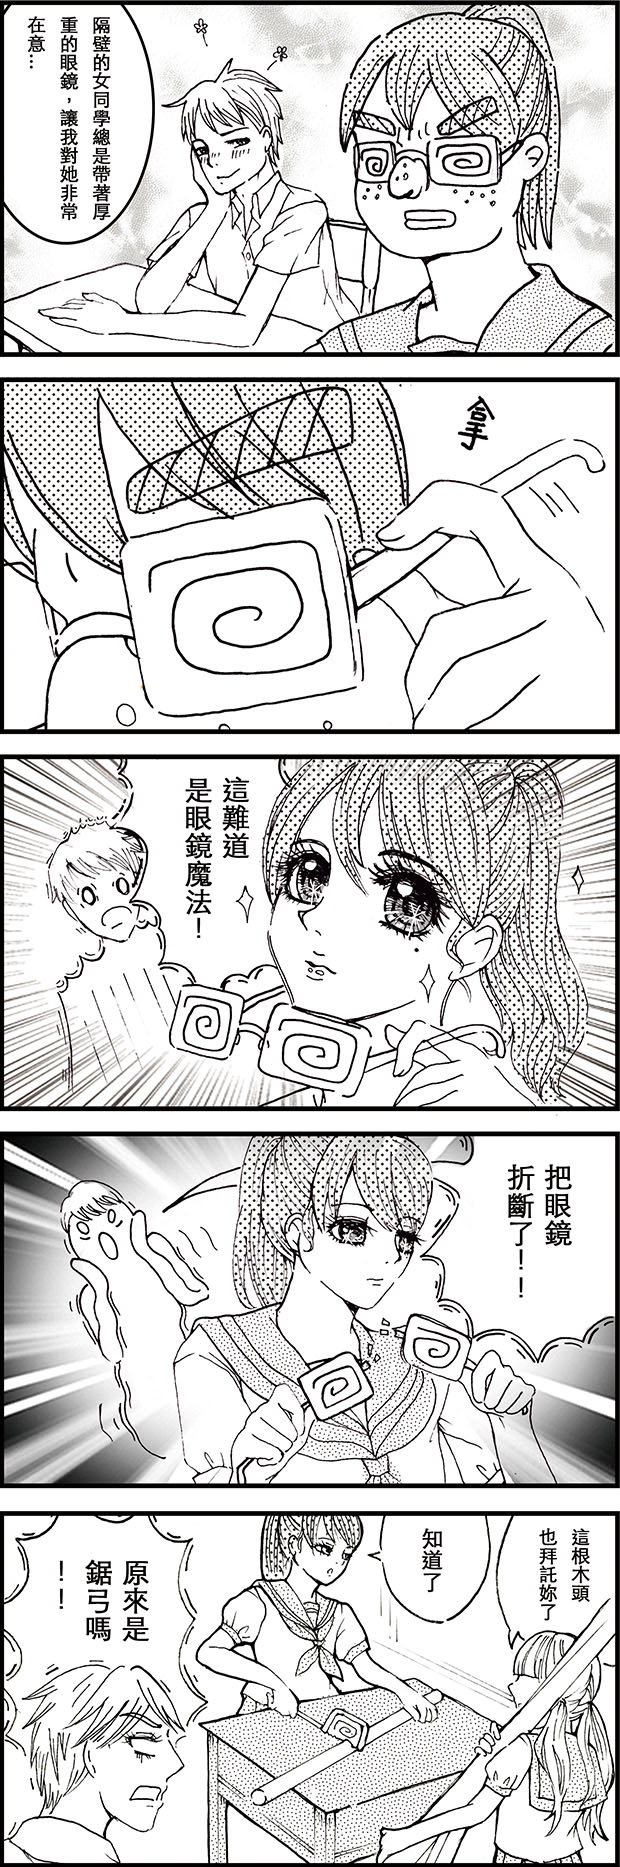 隔壁的女同學總是帶著厚
重的眼鏡，讓我對她非常
在意…
拿
這難道
是眼鏡魔法！
把眼鏡
折斷了！！
這根木頭
也拜託妳了
知道了
原來是
鋸弓嗎
！！